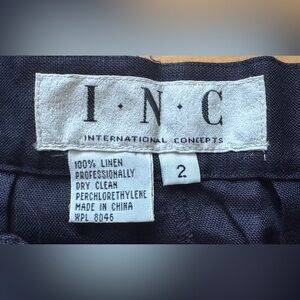 I·N·C
INTERNATIONAL CONCEPTS
100% LINEN
PROFESSIONALLY
DRY CLEAN
PERCHLORETHYLENE
MADE IN CHINA
WPL 8046
2